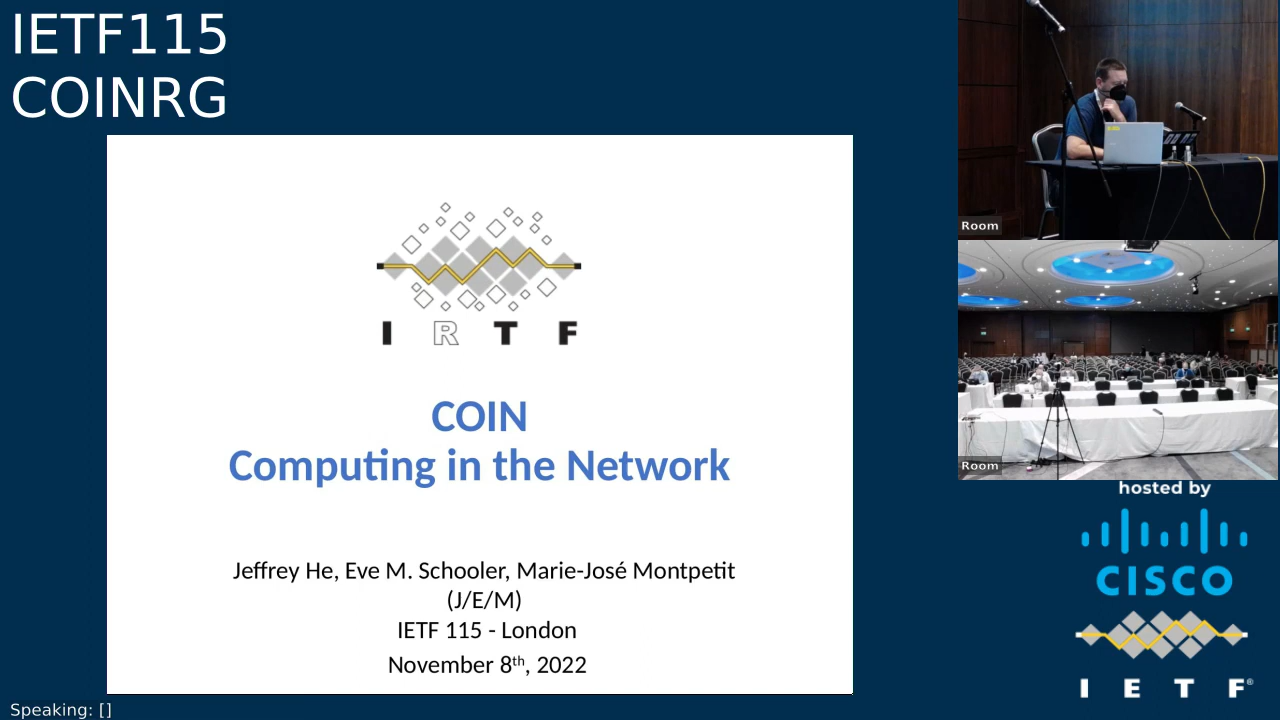 IETF115
COINRG
I R T F
COIN
Computing in the Network
Jeffrey He, Eve M. Schooler, Marie-José Montpetit
(J/E/M)
IETF 115 - London
November 8th, 2022
Room
Room
hosted by
CISCO
I E T F®
Speaking: []